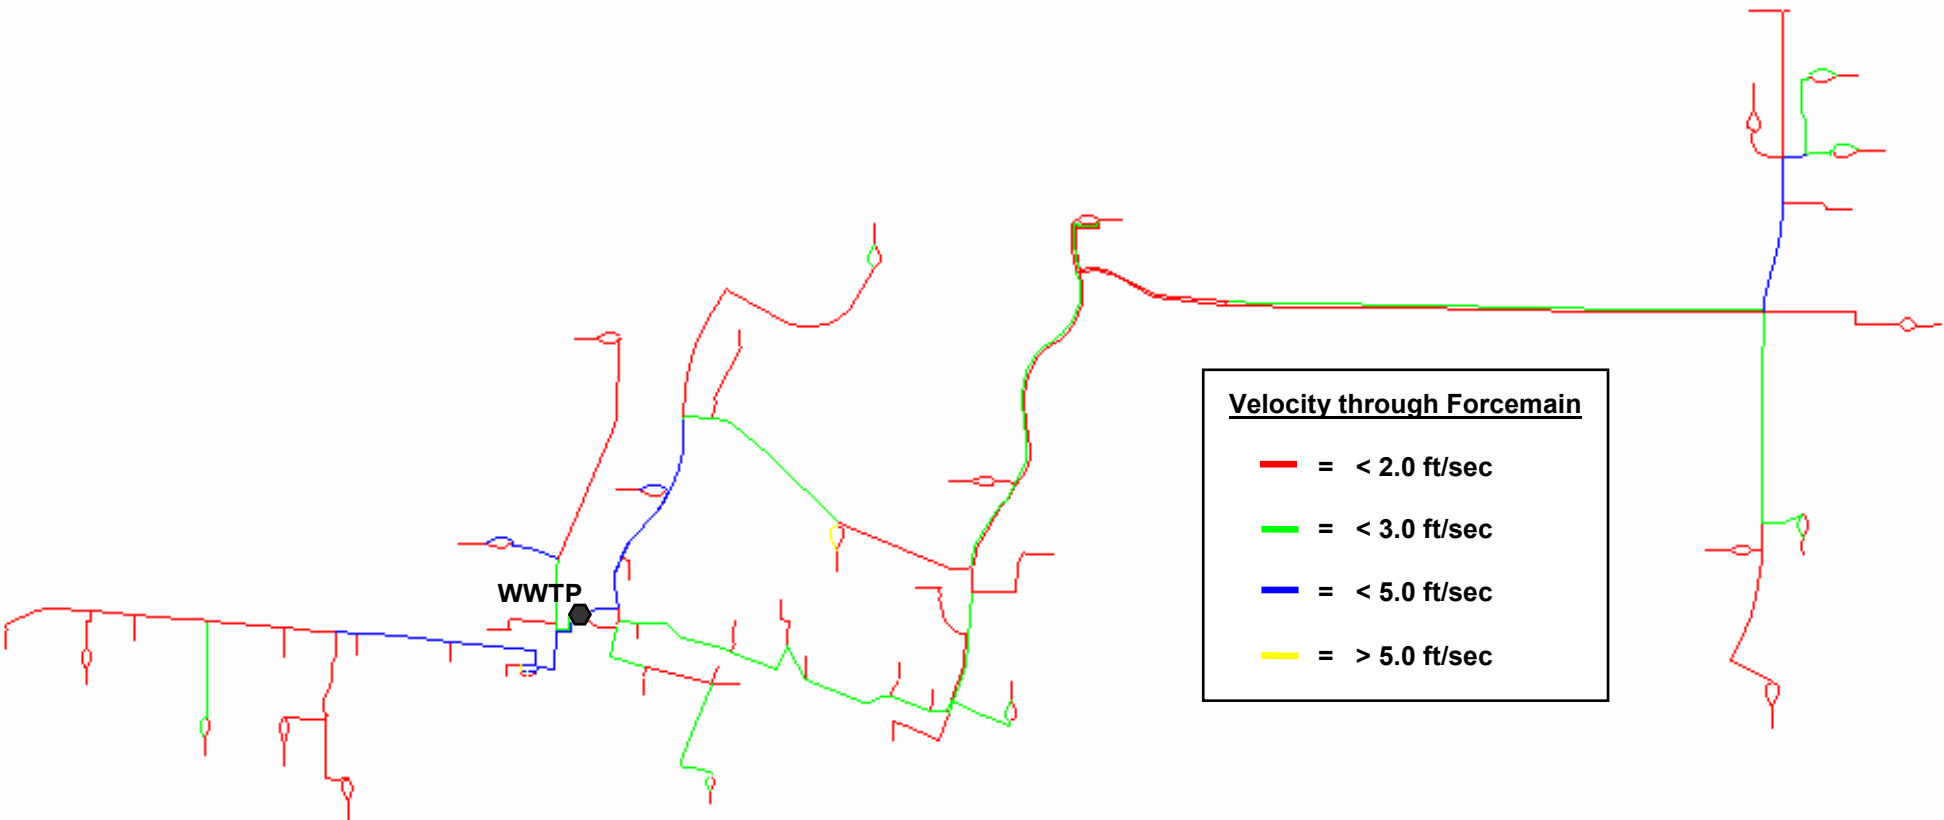 WWTP
Velocity through Forcemain
= < 2.0 ft/sec
= < 3.0 ft/sec
= < 5.0 ft/sec
= > 5.0 ft/sec